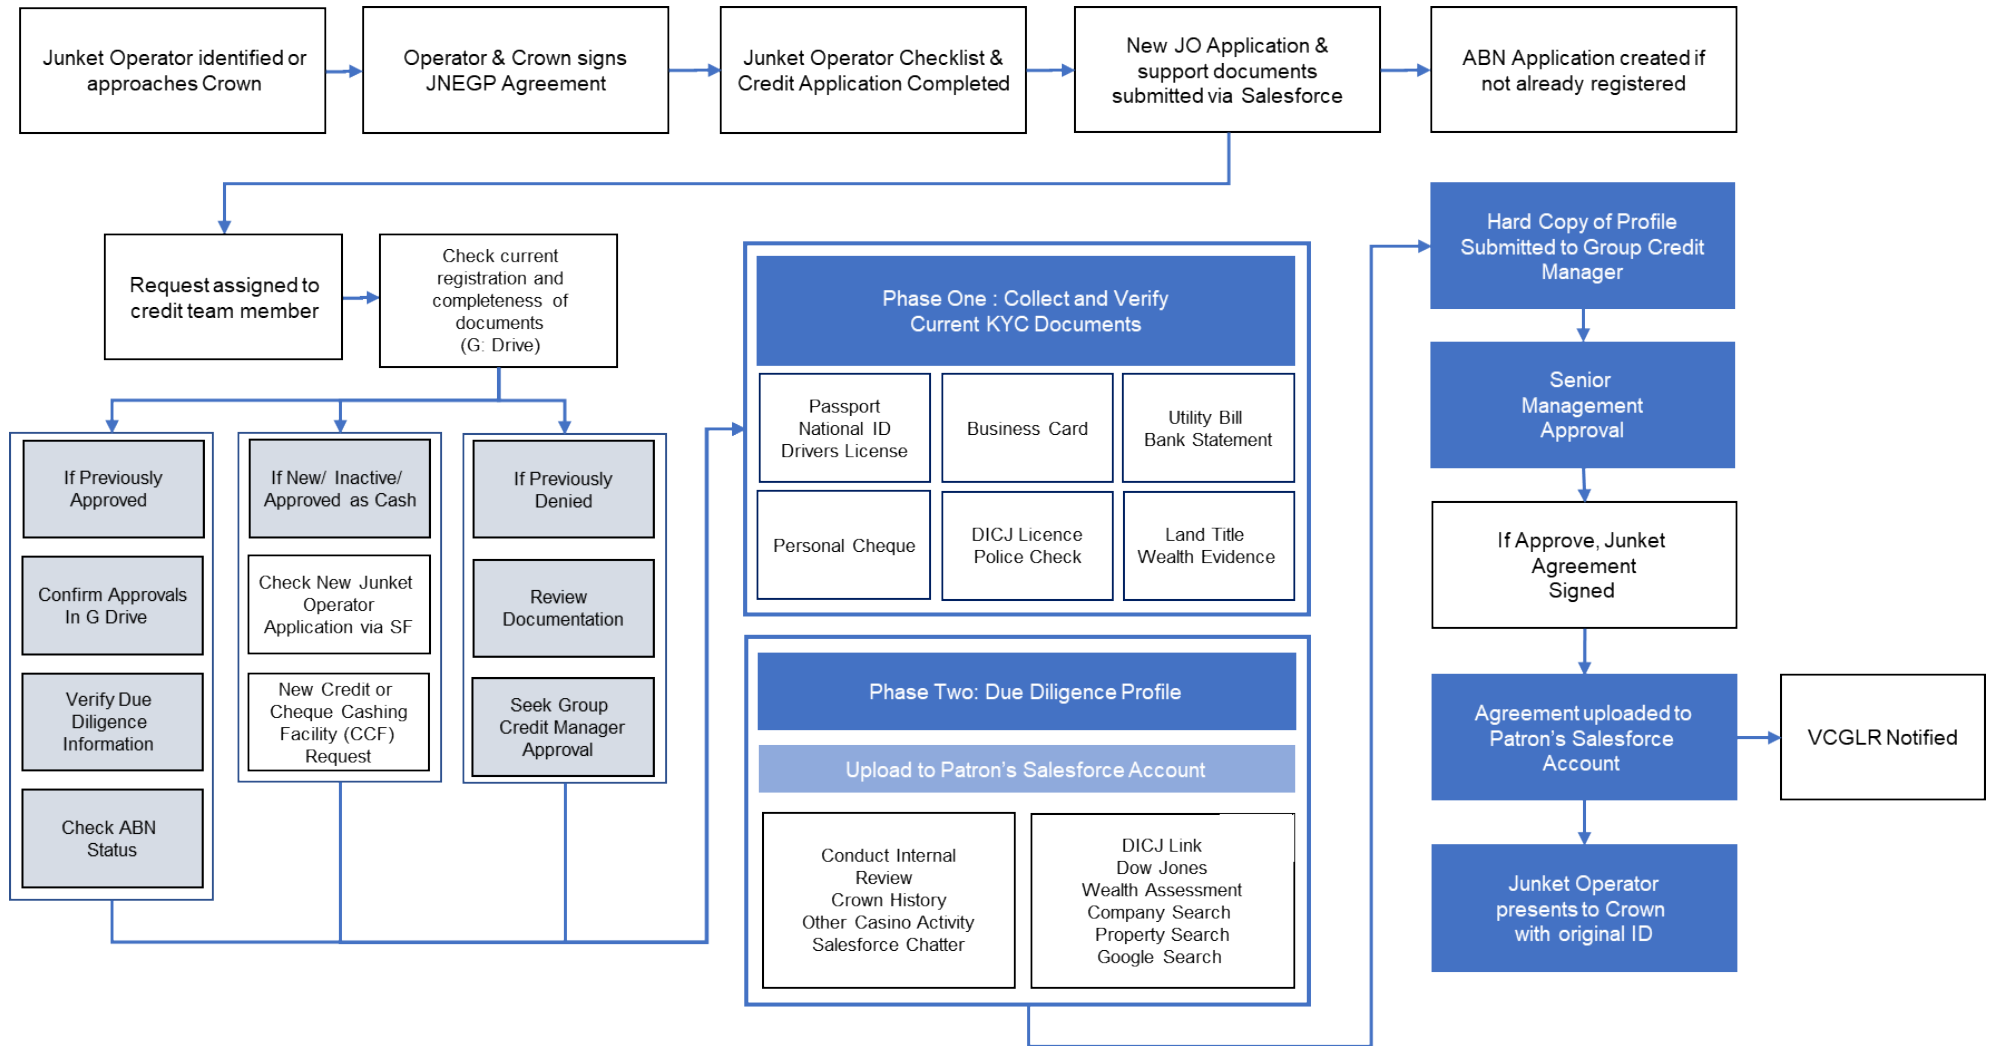 Junket Operator identified or
approaches Crown
Operator & Crown signs
JNEGP Agreement
Junket Operator Checklist &
Credit Application Completed
New JO Application &
support documents
submitted via Salesforce
ABN Application created if
not already registered
Request assigned to
credit team member
Check current
registration and
completeness of
documents
(G: Drive)
If Previously
Approved
Confirm Approvals
In G Drive
Verify Due
Diligence
Information
Check ABN
Status
If New/ Inactive/
Approved as Cash
Check New Junket
Operator
Application via SF
New Credit or
Cheque Cashing
Facility (CCF)
Request
If Previously
Denied
Review
Documentation
Seek Group
Credit Manager
Approval
Phase One : Collect and Verify
Current KYC Documents
Passport
National ID
Drivers License
Business Card
Utility Bill
Bank Statement
Personal Cheque
DICJ Licence
Police Check
Land Title
Wealth Evidence
Phase Two: Due Diligence Profile
Upload to Patron’s Salesforce Account
Conduct Internal
Review
Crown History
Other Casino Activity
Salesforce Chatter
DICJ Link
Dow Jones
Wealth Assessment
Company Search
Property Search
Google Search
Hard Copy of Profile
Submitted to Group Credit
Manager
Senior
Management
Approval
If Approve, Junket
Agreement
Signed
Agreement uploaded to
Patron’s Salesforce
Account
VCGLR Notified
Junket Operator
presents to Crown
with original ID